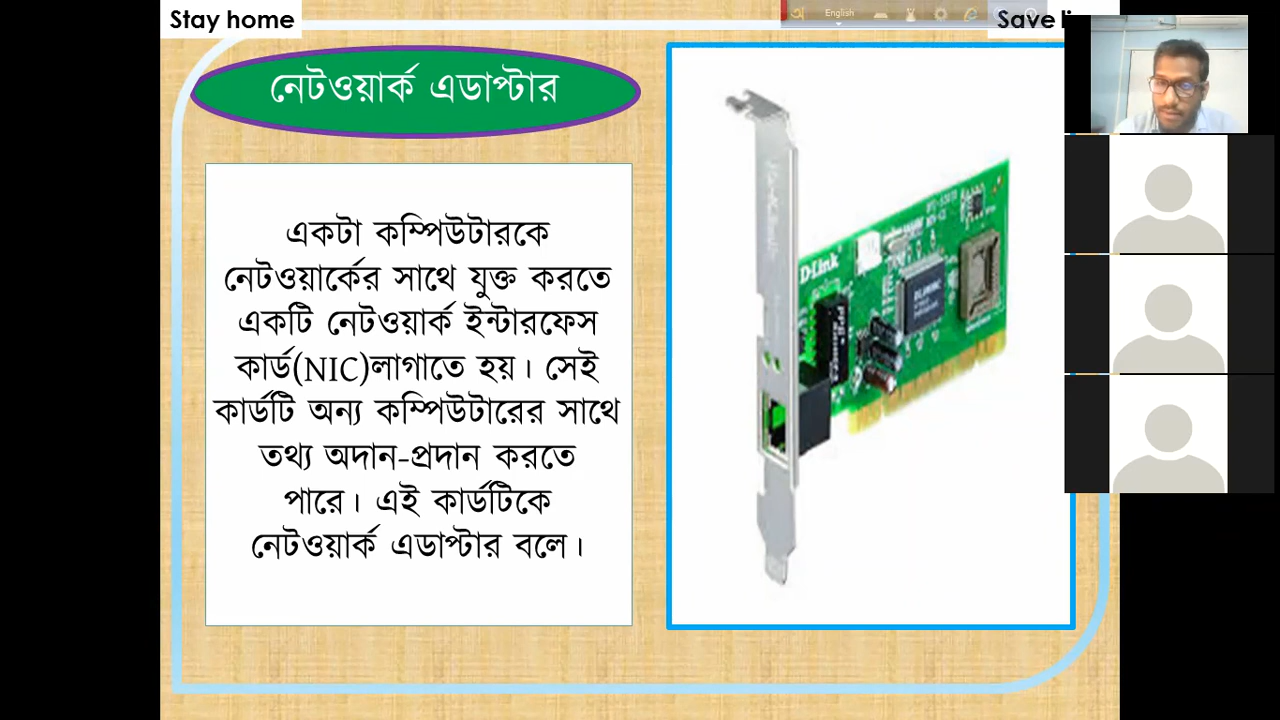 Stay home
English
Save
নেটওয়ার্ক এডাপ্টার
একটা কম্পিউটারকে
নেটওয়ার্কের সাথে যুক্ত করতে
একটি নেটওয়ার্ক ইন্টারফেস
কার্ড(NIC)লাগাতে হয়। সেই
কার্ডটি অন্য কম্পিউটারের সাথে
তথ্য অদান-প্রদান করতে
পারে। এই কার্ডটিকে
নেটওয়ার্ক এডাপ্টার বলে।
D-Link